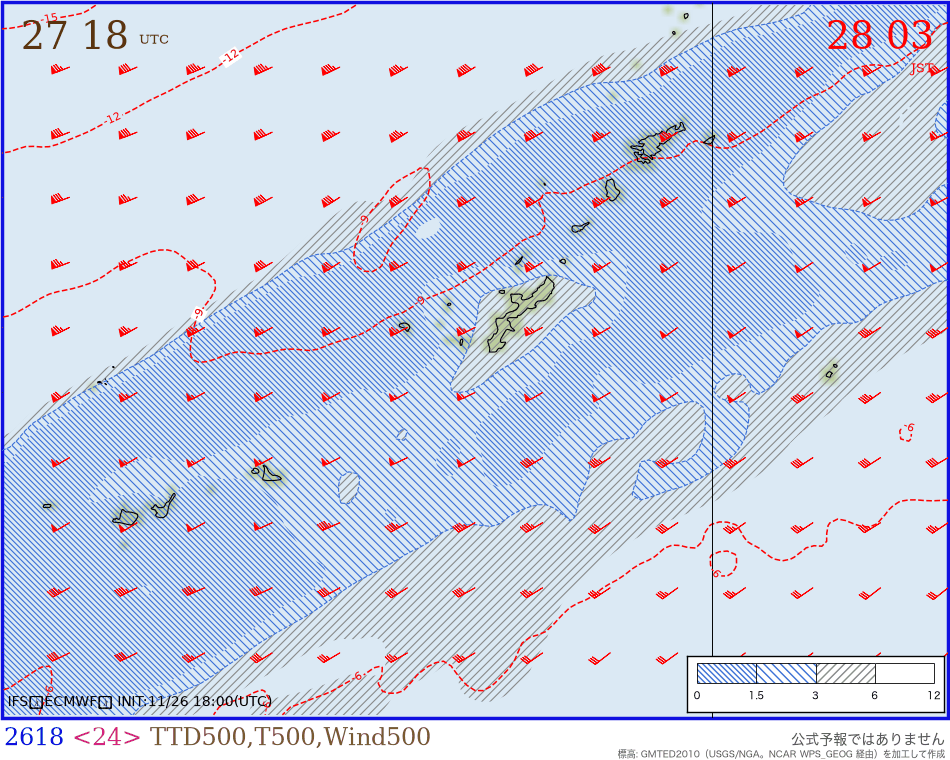 27 18 UTC
28 03
JST
-15
-12
-12
-9
-9
-9
-6
-6
-6
IFS□ECMWF□ INIT:11/26 18:00(UTC)
0 1.5 3 6 12
2618 <24> TTD500,T500,Wind500
公式予報ではありません
標高: GMTED2010（USGS/NGA。NCAR WPS_GEOG 経由）を加工して作成